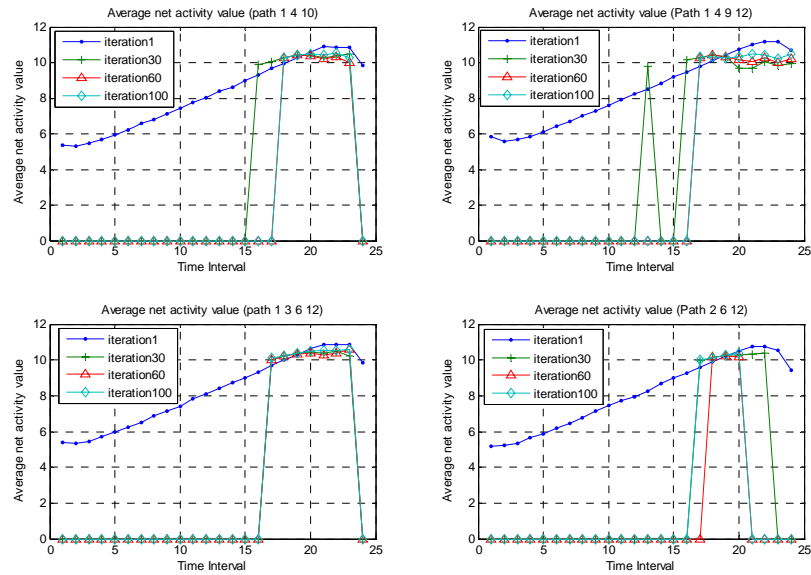 Average net activity value (path 1 4 10)
Average net activity value
12
10
8
6
4
2
0
iteration1
iteration30
iteration60
iteration100
0 5 10 15 20 25
Time Interval
Average net activity value (Path 1 4 9 12)
Average net activity value
12
10
8
6
4
2
0
iteration1
iteration30
iteration60
iteration100
0 5 10 15 20 25
Time Interval
Average net activity value (path 1 3 6 12)
Average net activity value
12
10
8
6
4
2
0
iteration1
iteration30
iteration60
iteration100
0 5 10 15 20 25
Time Interval
Average net activity value (Path 2 6 12)
Average net activity value
12
10
8
6
4
2
0
iteration1
iteration30
iteration60
iteration100
0 5 10 15 20 25
Time Interval